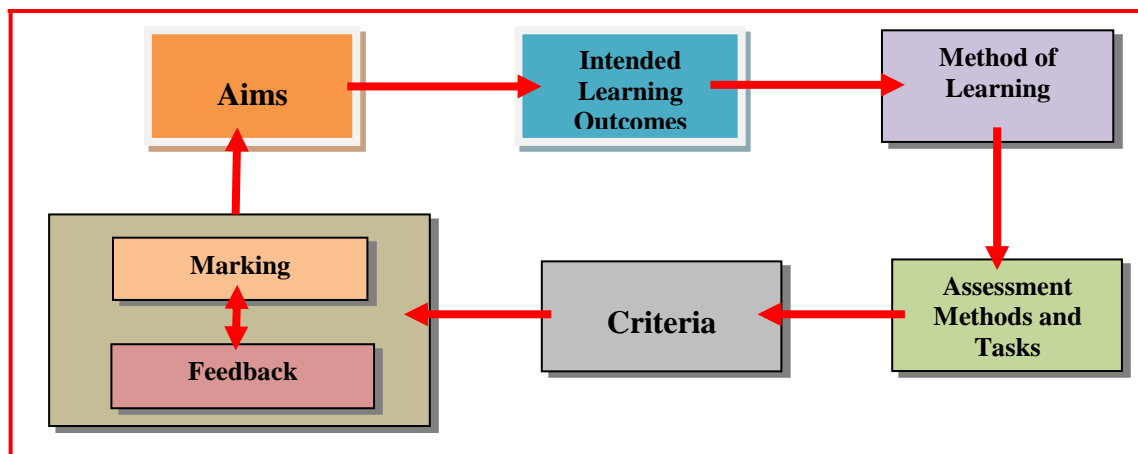 Aims
Intended
Learning
Outcomes
Method of
Learning
Marking
Feedback
Criteria
Assessment
Methods and
Tasks